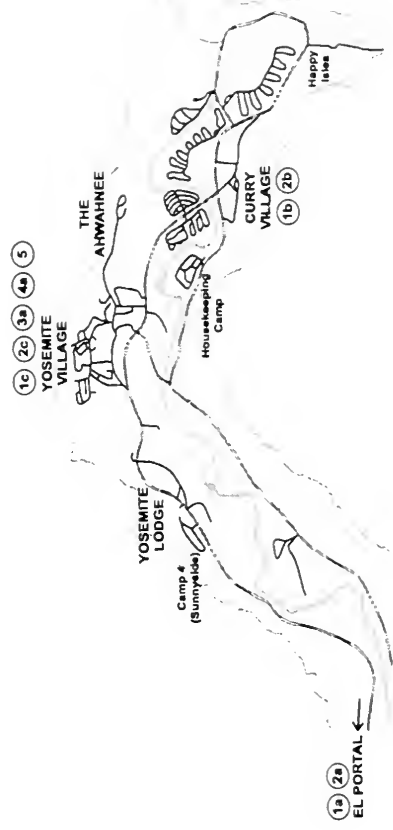 1c 2c 3a 4a 5
YOSEMITE
VILLAGE
THE
AHWAHNEE
YOSEMITE
LODGE
Camp 4
(Sunnyside)
Housekeeping
Camp
CURRY
VILLAGE
1b 2b
Happy
Isles
1a 2a
EL PORTAL